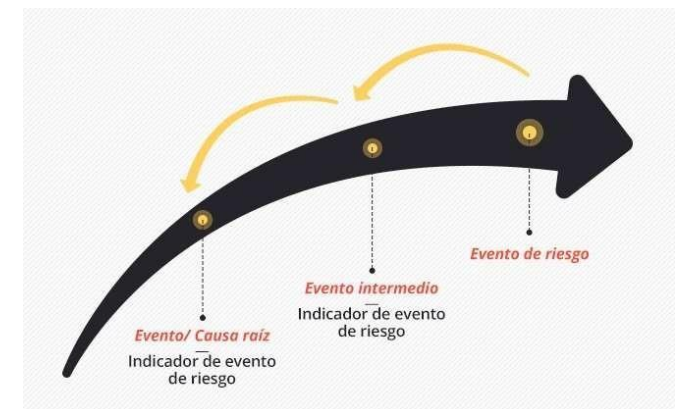 Evento de riesgo
Evento intermedio
Indicador de evento
de riesgo
Evento/ Causa raíz
Indicador de evento
de riesgo